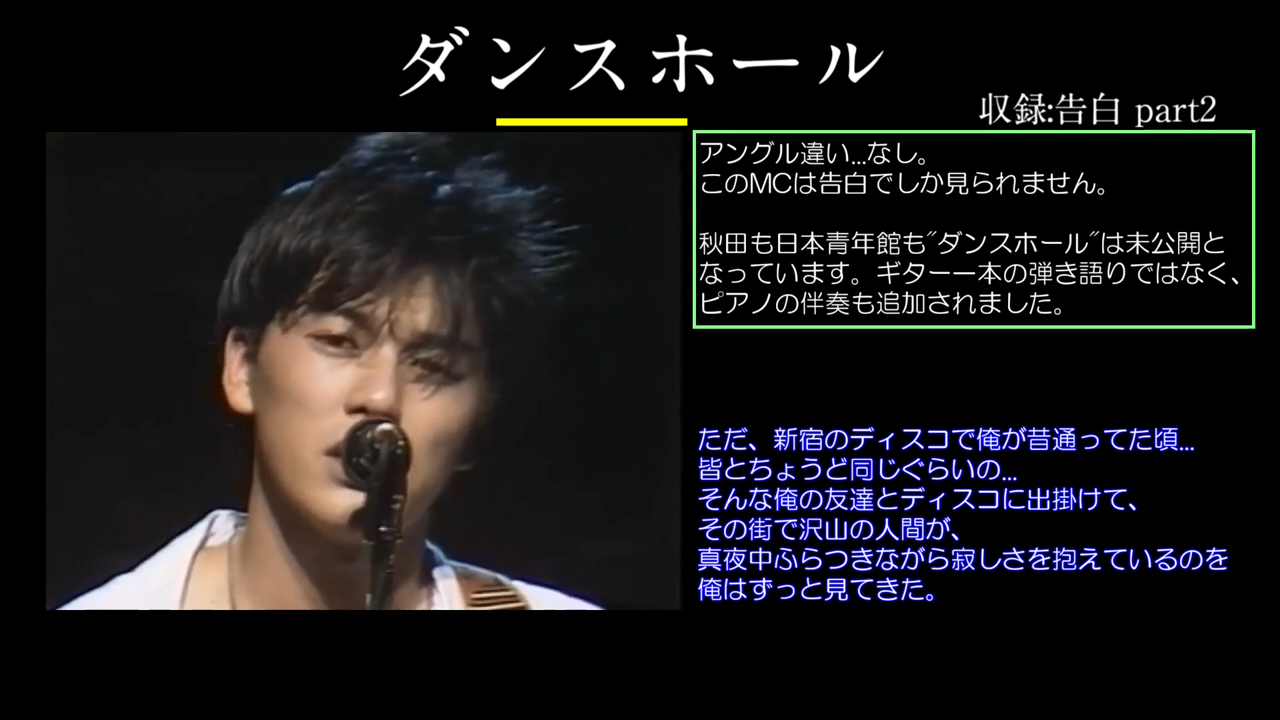 ダンスホール
収録:告白 part2
アングル違い...なし。
このMCは告白でしか見られません。
秋田も日本青年館も”ダンスホール”は未公開と
なっています。ギター一本の弾き語りではなく、
ピアノの伴奏も追加されました。
ただ、新宿のディスコで俺が昔通ってた頃...
皆とちょうど同じぐらいの...
そんな俺の友達とディスコに出掛けて、
その街で沢山の人間が、
真夜中ふらつきながら寂しさを抱えているのを
俺はずっと見てきた。